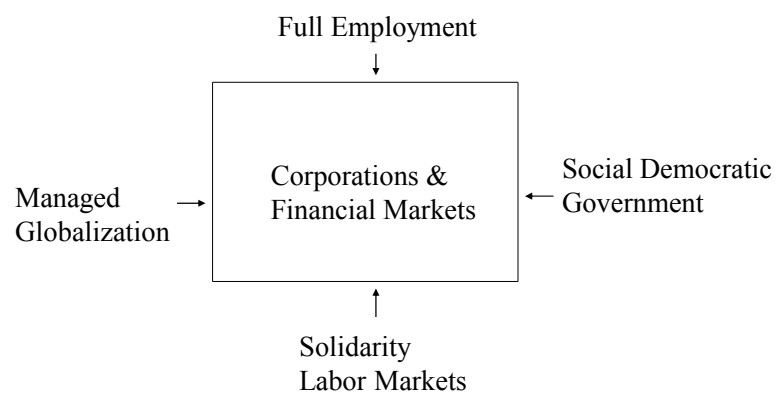 Full Employment
Corporations &
Financial Markets
Social Democratic
Government
Managed
Globalization
Solidarity
Labor Markets